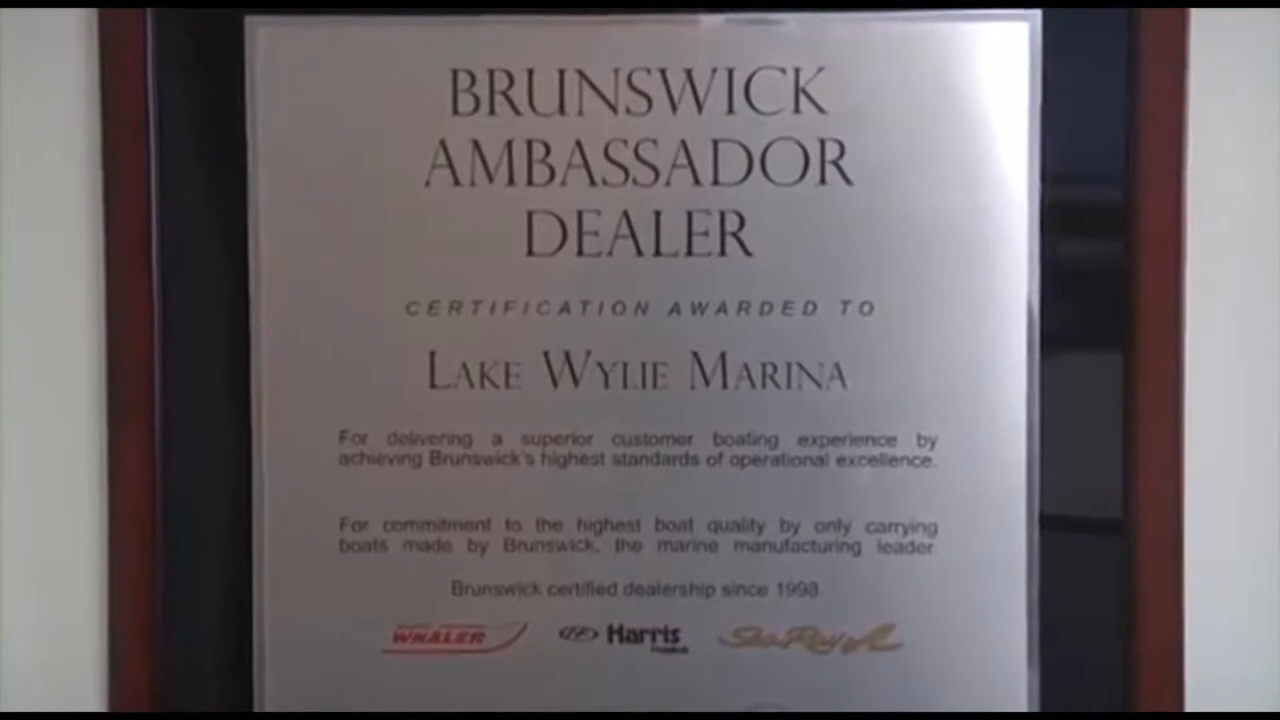 BRUNSWICK
AMBASSADOR
DEALER
CERTIFICATION AWARDED TO
LAKE WYLIE MARINA
For delivering a superior customer boating experience by
achieving Brunswick's highest standards of operational excellence.
For commitment to the highest boat quality by only carrying
boats made by Brunswick, the marine manufacturing leader.
Brunswick certified dealership since 1998
WHALER Harris Sea Ray